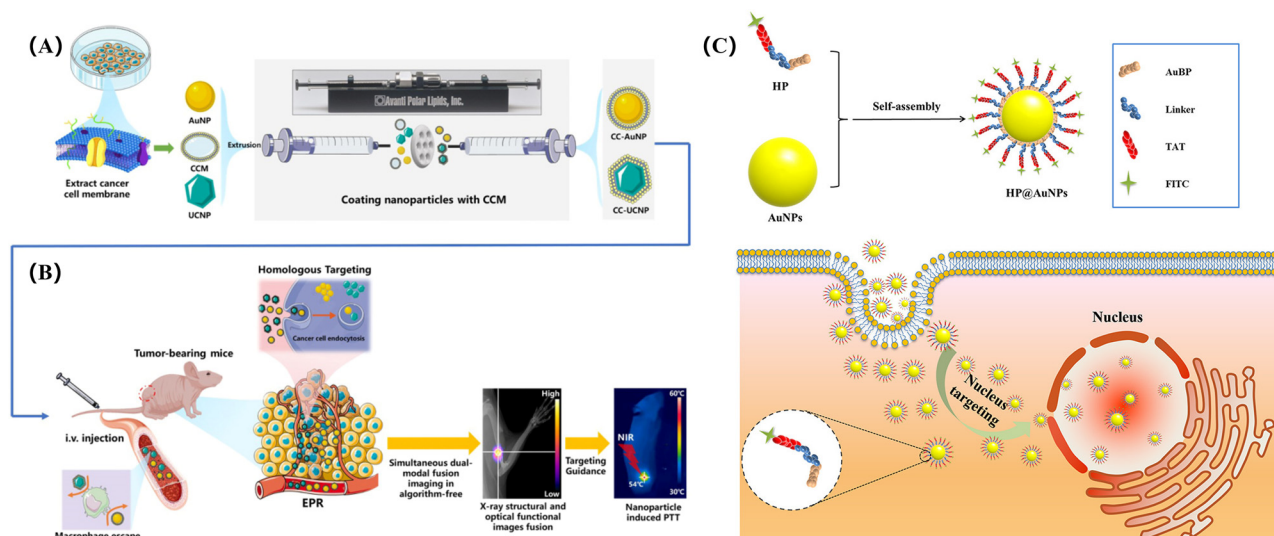 (A)
Extract cancer
cell membrane
AuNP
CCM
UCNP
Extrusion
Avanti Polar Lipids, Inc.
Coating nanoparticles with CCM
CC-AuNP
CC-UCNP
(B)
Tumor-bearing mice
i.v. injection
Macrophage escape
Homologous Targeting
Cancer cell endocytosis
EPR
Simultaneous dual-
modal fusion
imaging in
algorithm-free
High
Low
X-ray structural and
optical functional
images fusion
Targeting
Guidance
60°C
NIR
54°C
30°C
Nanoparticle
induced PTT
(C)
HP
AuNPs
Self-assembly
HP@AuNPs
AuBP
Linker
TAT
FITC
Nucleus
targeting
Nucleus